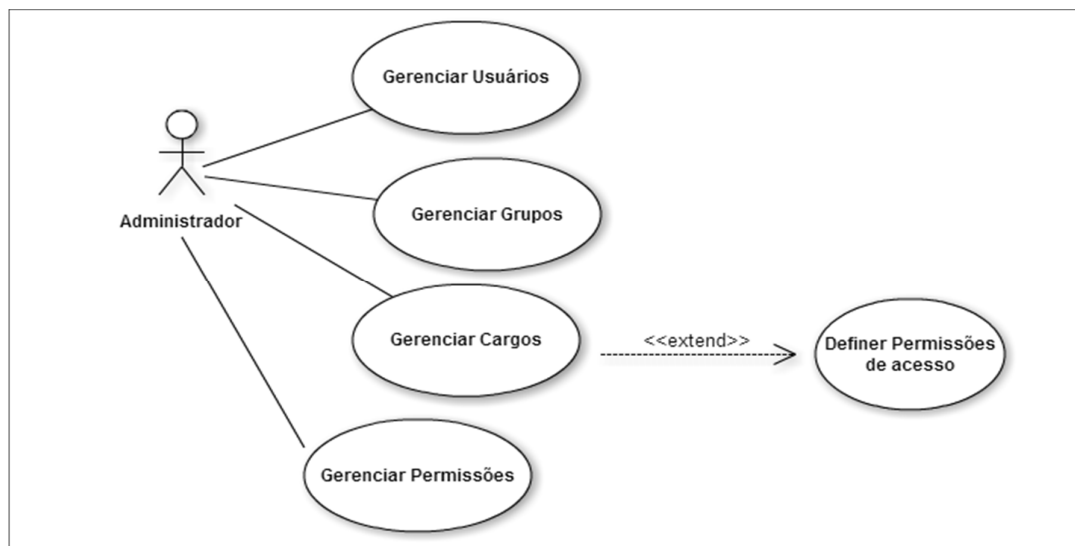 Gerenciar Usuários
Administrador
Gerenciar Grupos
Gerenciar Cargos
<<extend>>
Definer Permissões
de acesso
Gerenciar Permissões